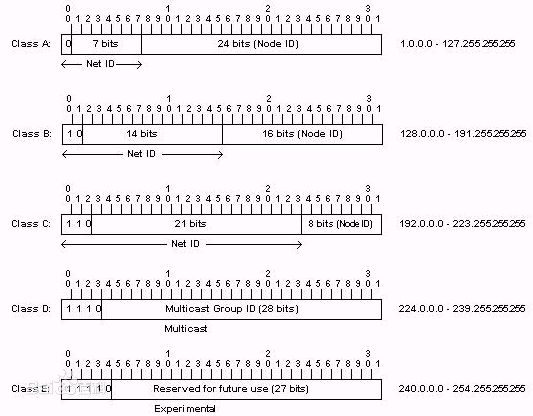 0 1 2 3
0 1 2 3 4 5 6 7 8 9 0 1 2 3 4 5 6 7 8 9 0 1 2 3 4 5 6 7 8 9 0 1
Class A: 0 7 bits 24 bits (Node ID) 1.0.0.0 - 127.255.255.255
Net ID
0 1 2 3
0 1 2 3 4 5 6 7 8 9 0 1 2 3 4 5 6 7 8 9 0 1 2 3 4 5 6 7 8 9 0 1
Class B: 1 0 14 bits 16 bits (Node ID) 128.0.0.0 - 191.255.255.255
Net ID
0 1 2 3
0 1 2 3 4 5 6 7 8 9 0 1 2 3 4 5 6 7 8 9 0 1 2 3 4 5 6 7 8 9 0 1
Class C: 1 1 0 21 bits 8 bits (Node ID) 192.0.0.0 - 223.255.255.255
Net ID
0 1 2 3
0 1 2 3 4 5 6 7 8 9 0 1 2 3 4 5 6 7 8 9 0 1 2 3 4 5 6 7 8 9 0 1
Class D: 1 1 1 0 Multicast Group ID (28 bits) 224.0.0.0 - 239.255.255.255
Multicast
0 1 2 3
0 1 2 3 4 5 6 7 8 9 0 1 2 3 4 5 6 7 8 9 0 1 2 3 4 5 6 7 8 9 0 1
Class E: 1 1 1 1 0 Reserved for future use (27 bits) 240.0.0.0 - 254.255.255.255
Experimental